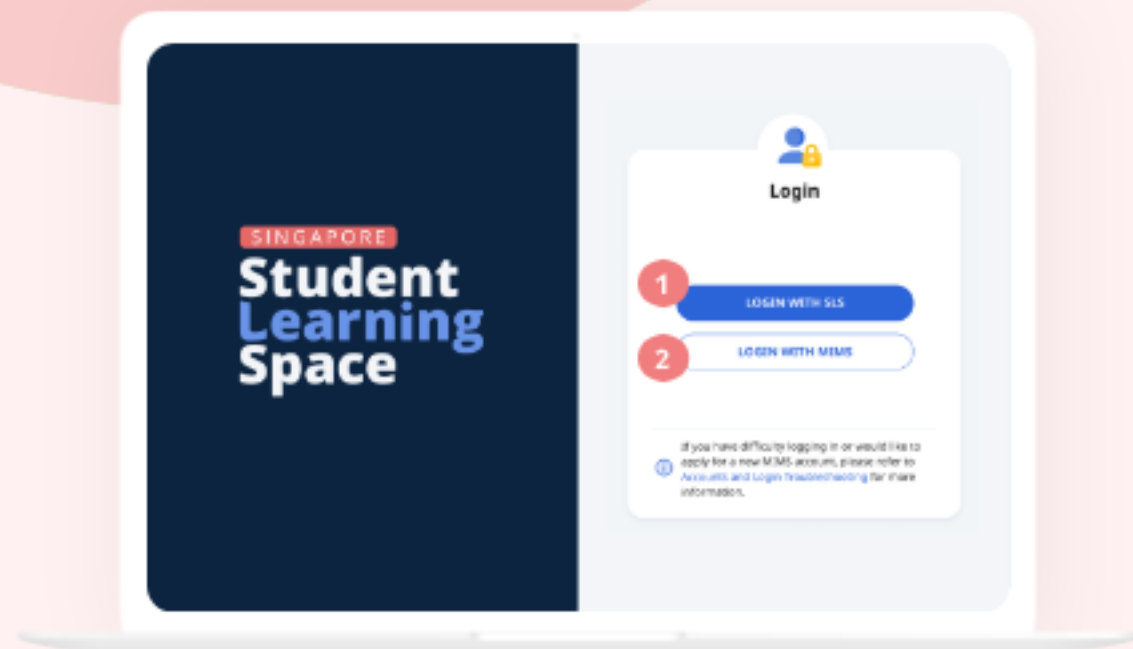 SINGAPORE
Student
Learning
Space
Login
1
LOGIN WITH SLS
2
LOGIN WITH MIMS
If you have difficulty logging in or would like to
apply for a new MIMS account, please refer to
Accounts and Login Troubleshooting for more
information.